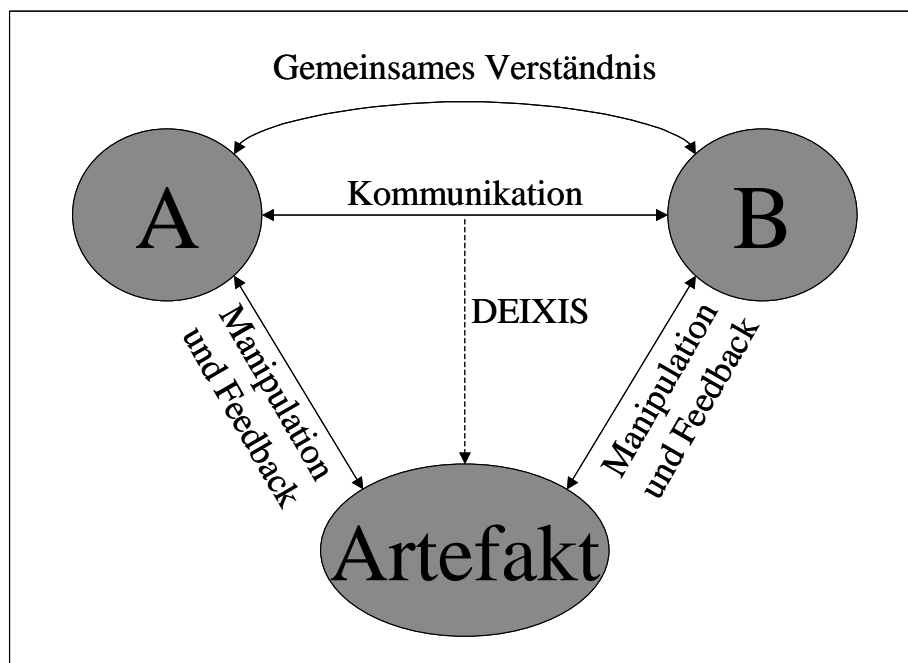 Gemeinsames Verständnis
A
Kommunikation
B
DEIXIS
Manipulation
und Feedback
Manipulation
und Feedback
Artefakt